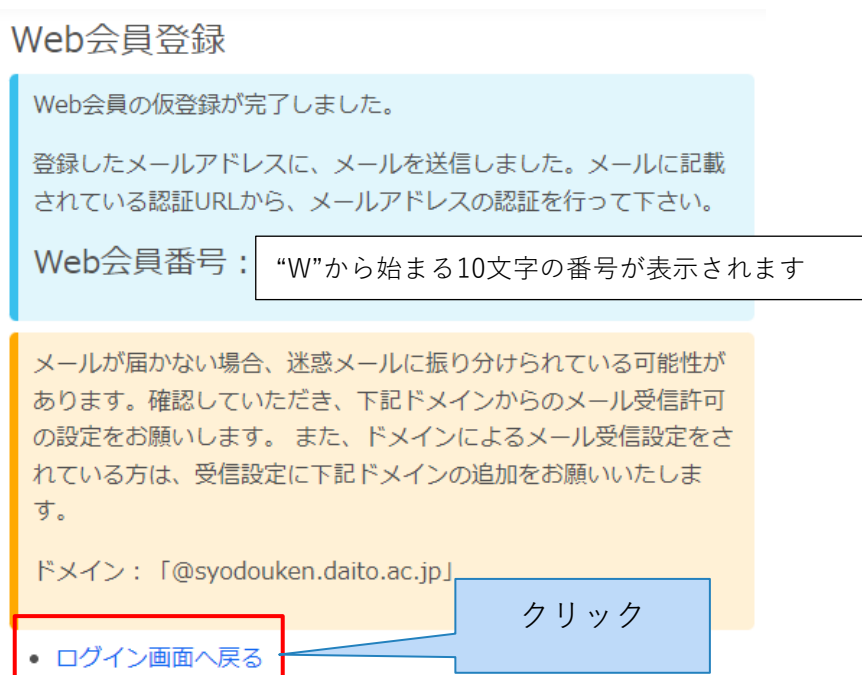 Web会員登録
Web会員の仮登録が完了しました。
登録したメールアドレスに、メールを送信しました。メールに記載
されている認証URLから、メールアドレスの認証を行って下さい。
Web会員番号：
“W”から始まる10文字の番号が表示されます
メールが届かない場合、迷惑メールに振り分けられている可能性が
あります。確認していただき、下記ドメインからのメール受信許可
の設定をお願いします。 また、ドメインによるメール受信設定をさ
れている方は、受信設定に下記ドメインの追加をお願いいたしま
す。
ドメイン：「@syodouken.daito.ac.jp」
クリック
• ログイン画面へ戻る